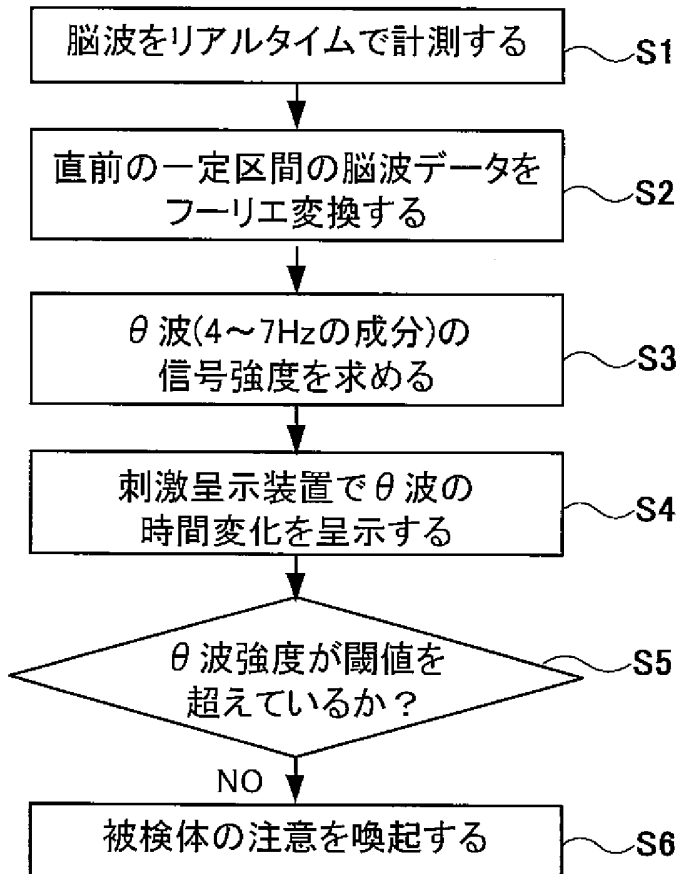 脳波をリアルタイムで計測する
S1
直前の一定区間の脳波データを
フーリエ変換する
S2
θ波(4～7Hzの成分)の
信号強度を求める
S3
刺激呈示装置でθ波の
時間変化を呈示する
S4
θ波強度が閾値を
超えているか？
S5
NO
被検体の注意を喚起する
S6